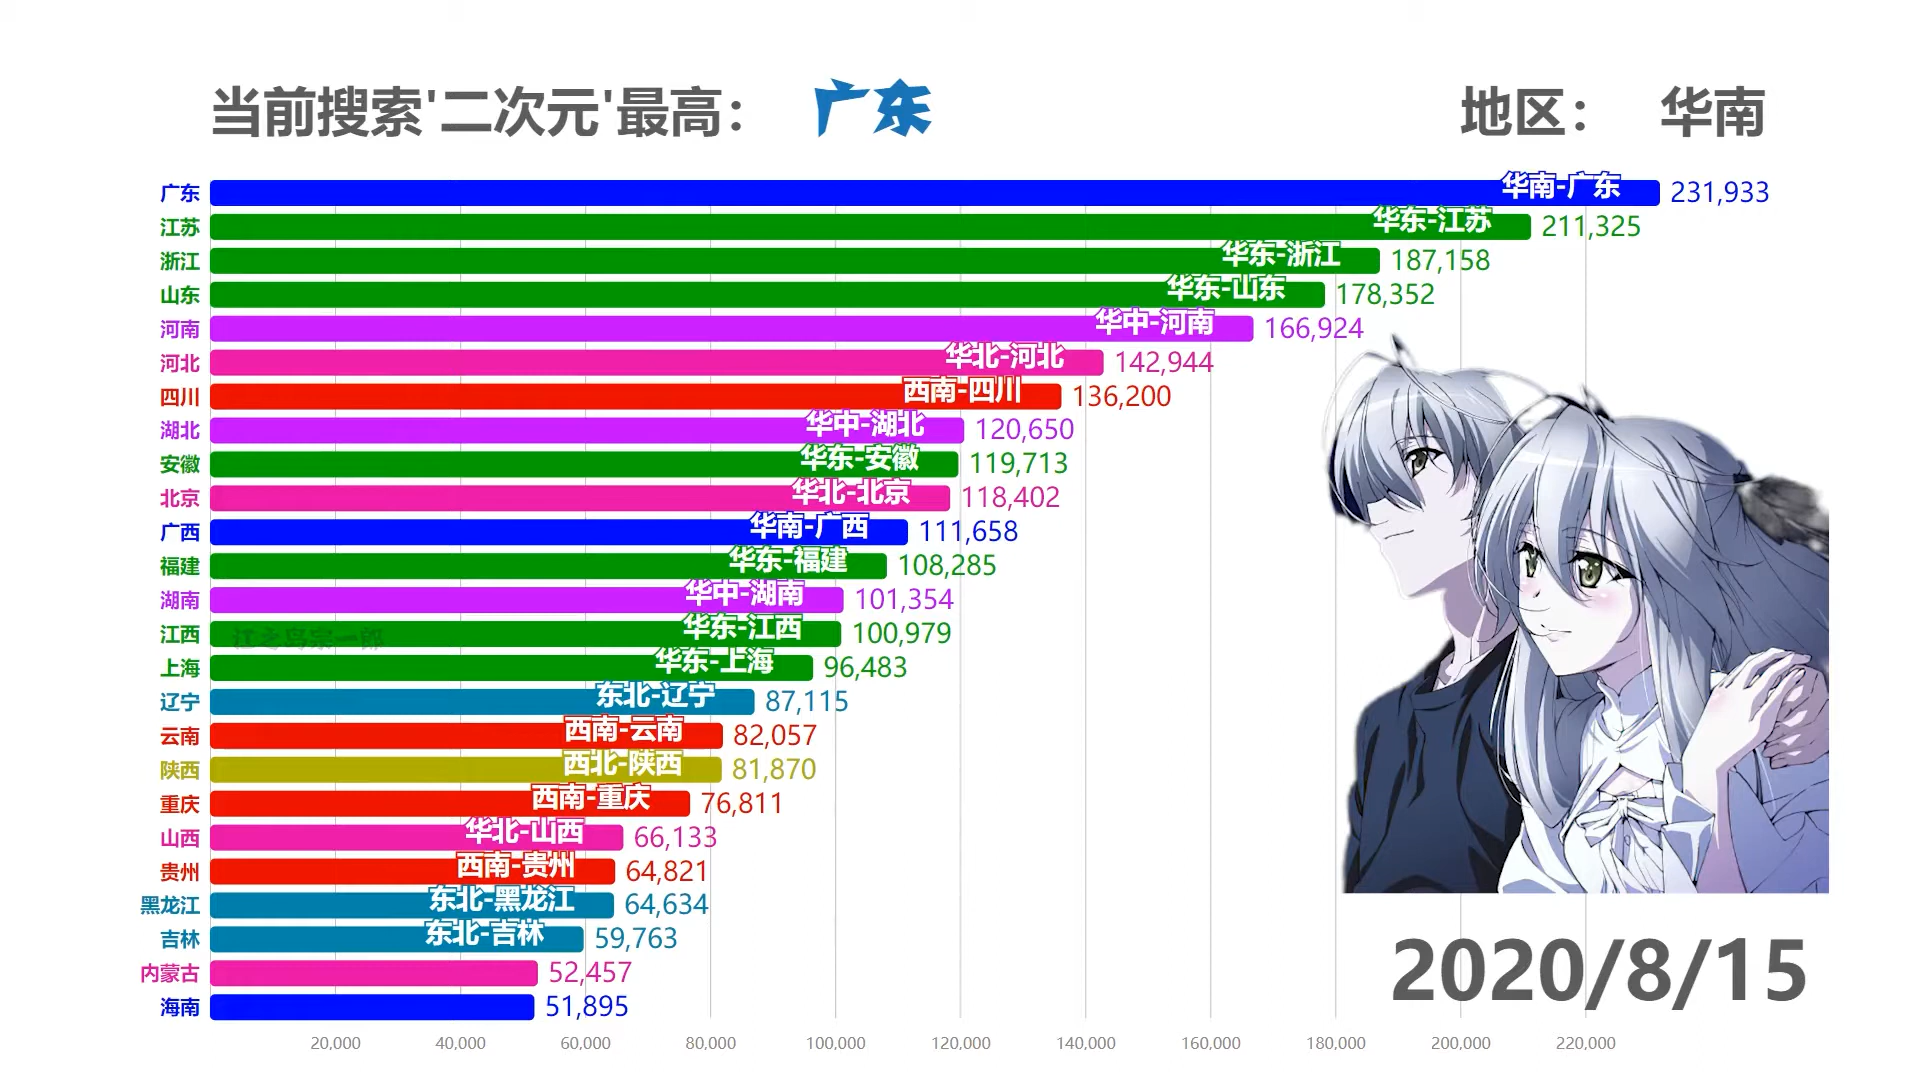 当前搜索'二次元'最高： 广东 地区： 华南
广东 华南-广东 231,933
江苏 华东-江苏 211,325
浙江 华东-浙江 187,158
山东 华东-山东 178,352
河南 华中-河南 166,924
河北 华北-河北 142,944
四川 西南-四川 136,200
湖北 华中-湖北 120,650
安徽 华东-安徽 119,713
北京 华北-北京 118,402
广西 华南-广西 111,658
福建 华东-福建 108,285
湖南 华中-湖南 101,354
江西 江之岛宗一郎 华东-江西 100,979
上海 华东-上海 96,483
辽宁 东北-辽宁 87,115
云南 西南-云南 82,057
陕西 西北-陕西 81,870
重庆 西南-重庆 76,811
山西 华北-山西 66,133
贵州 西南-贵州 64,821
黑龙江 东北-黑龙江 64,634
吉林 东北-吉林 59,763
内蒙古 52,457
海南 51,895
2020/8/15
20,000 40,000 60,000 80,000 100,000 120,000 140,000 160,000 180,000 200,000 220,000